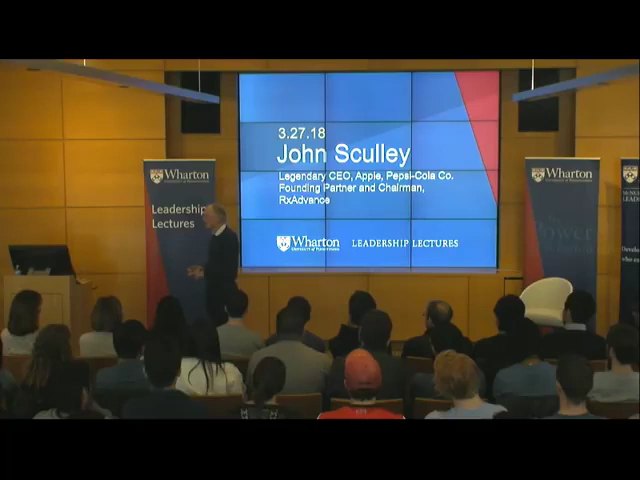 3.27.18
John Sculley
Legendary CEO, Apple, Pepsi-Cola Co.
Founding Partner and Chairman,
RxAdvance
Wharton
LEADERSHIP LECTURES
Wharton
Leadership
Lectures
Wharton
Power